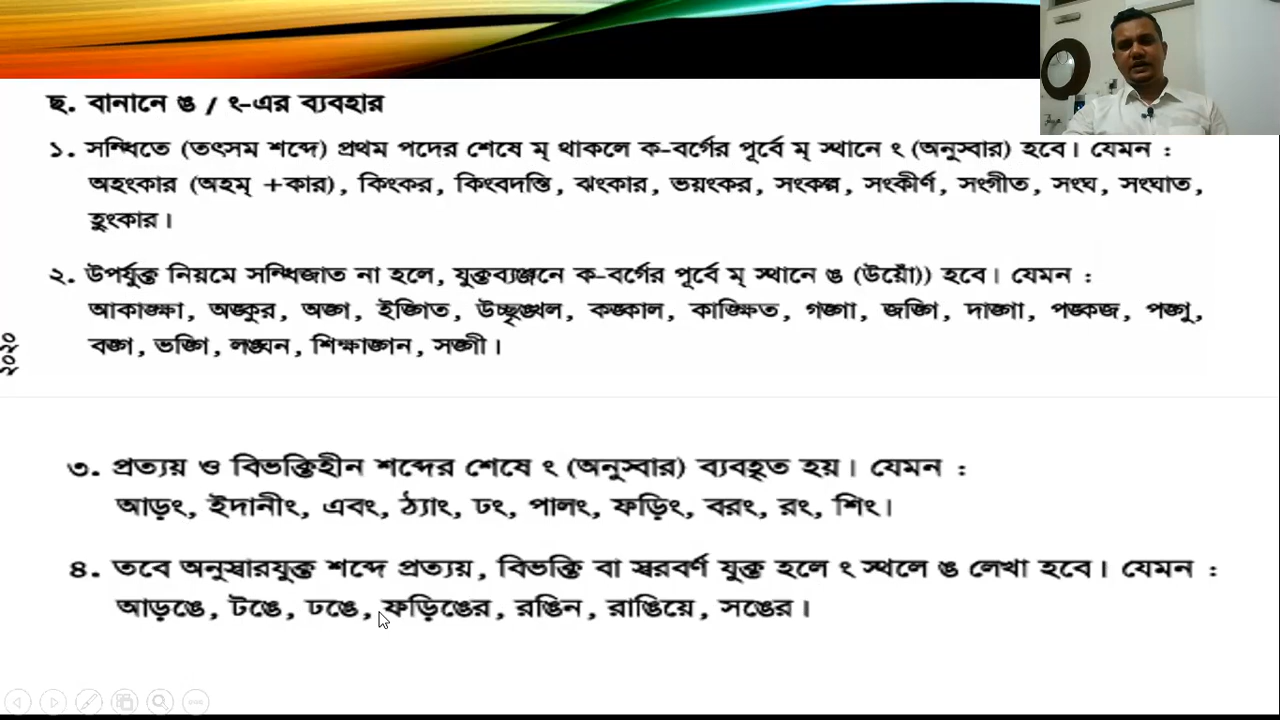 ছ. বানানে ঙ / ং-এর ব্যবহার
১. সন্ধিতে (তৎসম শব্দে) প্রথম পদের শেষে ম্ থাকলে ক-বর্গের পূর্বে ম্ স্থানে ং (অনুস্বার) হবে। যেমন :
অহংকার (অহম্ +কার), কিংকর, কিংবদন্তি, ঝংকার, ভয়ংকর, সংকল্প, সংকীর্ণ, সংগীত, সংঘ, সংঘাত,
হুংকার।
২. উপর্যুক্ত নিয়মে সন্ধিজাত না হলে, যুক্তব্যঞ্জনে ক-বর্গের পূর্বে ম্ স্থানে ঙ (উয়োঁ)) হবে। যেমন :
আকাঙ্ক্ষা, অঙ্কুর, অঙ্গ, ইঙ্গিত, উচ্ছৃঙ্খল, কঙ্কাল, কাঙ্ক্ষিত, গঙ্গা, জঙ্গি, দাঙ্গা, পঙ্কজ, পঙ্গু,
বঙ্গ, ভঙ্গি, লঙ্ঘন, শিক্ষাঙ্গন, সঙ্গী।
২০২০
৩. প্রত্যয় ও বিভক্তিহীন শব্দের শেষে ং (অনুস্বার) ব্যবহৃত হয়। যেমন :
আড়ং, ইদানীং, এবং, ঠ্যাং, ঢং, পালং, ফড়িং, বরং, রং, শিং।
৪. তবে অনুস্বারযুক্ত শব্দে প্রত্যয়, বিভক্তি বা স্বরবর্ণ যুক্ত হলে ং স্থলে ঙ লেখা হবে। যেমন :
আড়ঙে, টঙে, ঢঙে, ফড়িঙের, রঙিন, রাঙিয়ে, সঙের।